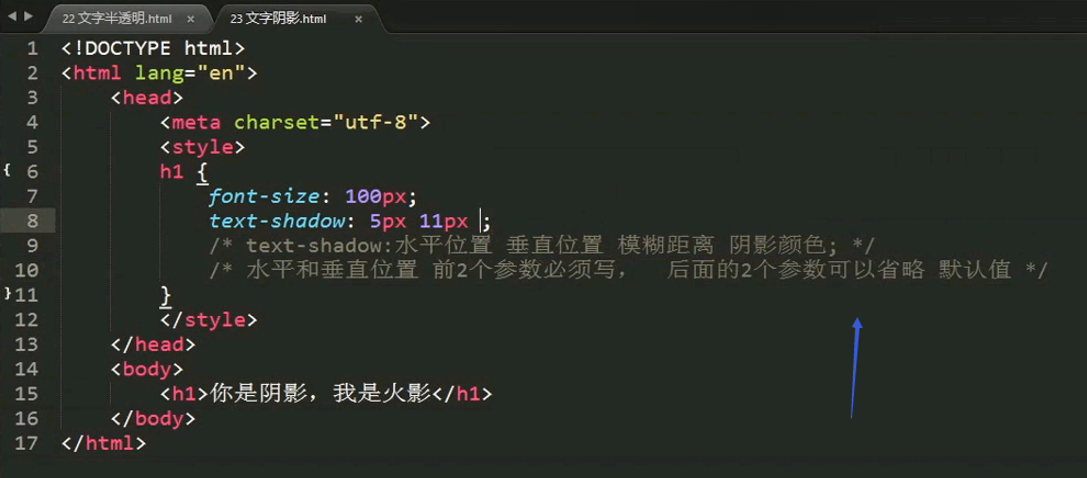 22 文字半透明.html × 23 文字阴影.html ×
1 <!DOCTYPE html>
2 <html lang="en">
3 <head>
4 <meta charset="utf-8">
5 <style>
6 h1 {
7 font-size: 100px;
8 text-shadow: 5px 11px ;
9 /* text-shadow:水平位置 垂直位置 模糊距离 阴影颜色; */
10 /* 水平和垂直位置 前2个参数必须写， 后面的2个参数可以省略 默认值 */
11 }
12 </style>
13 </head>
14 <body>
15 <h1>你是阴影，我是火影</h1>
16 </body>
17 </html>